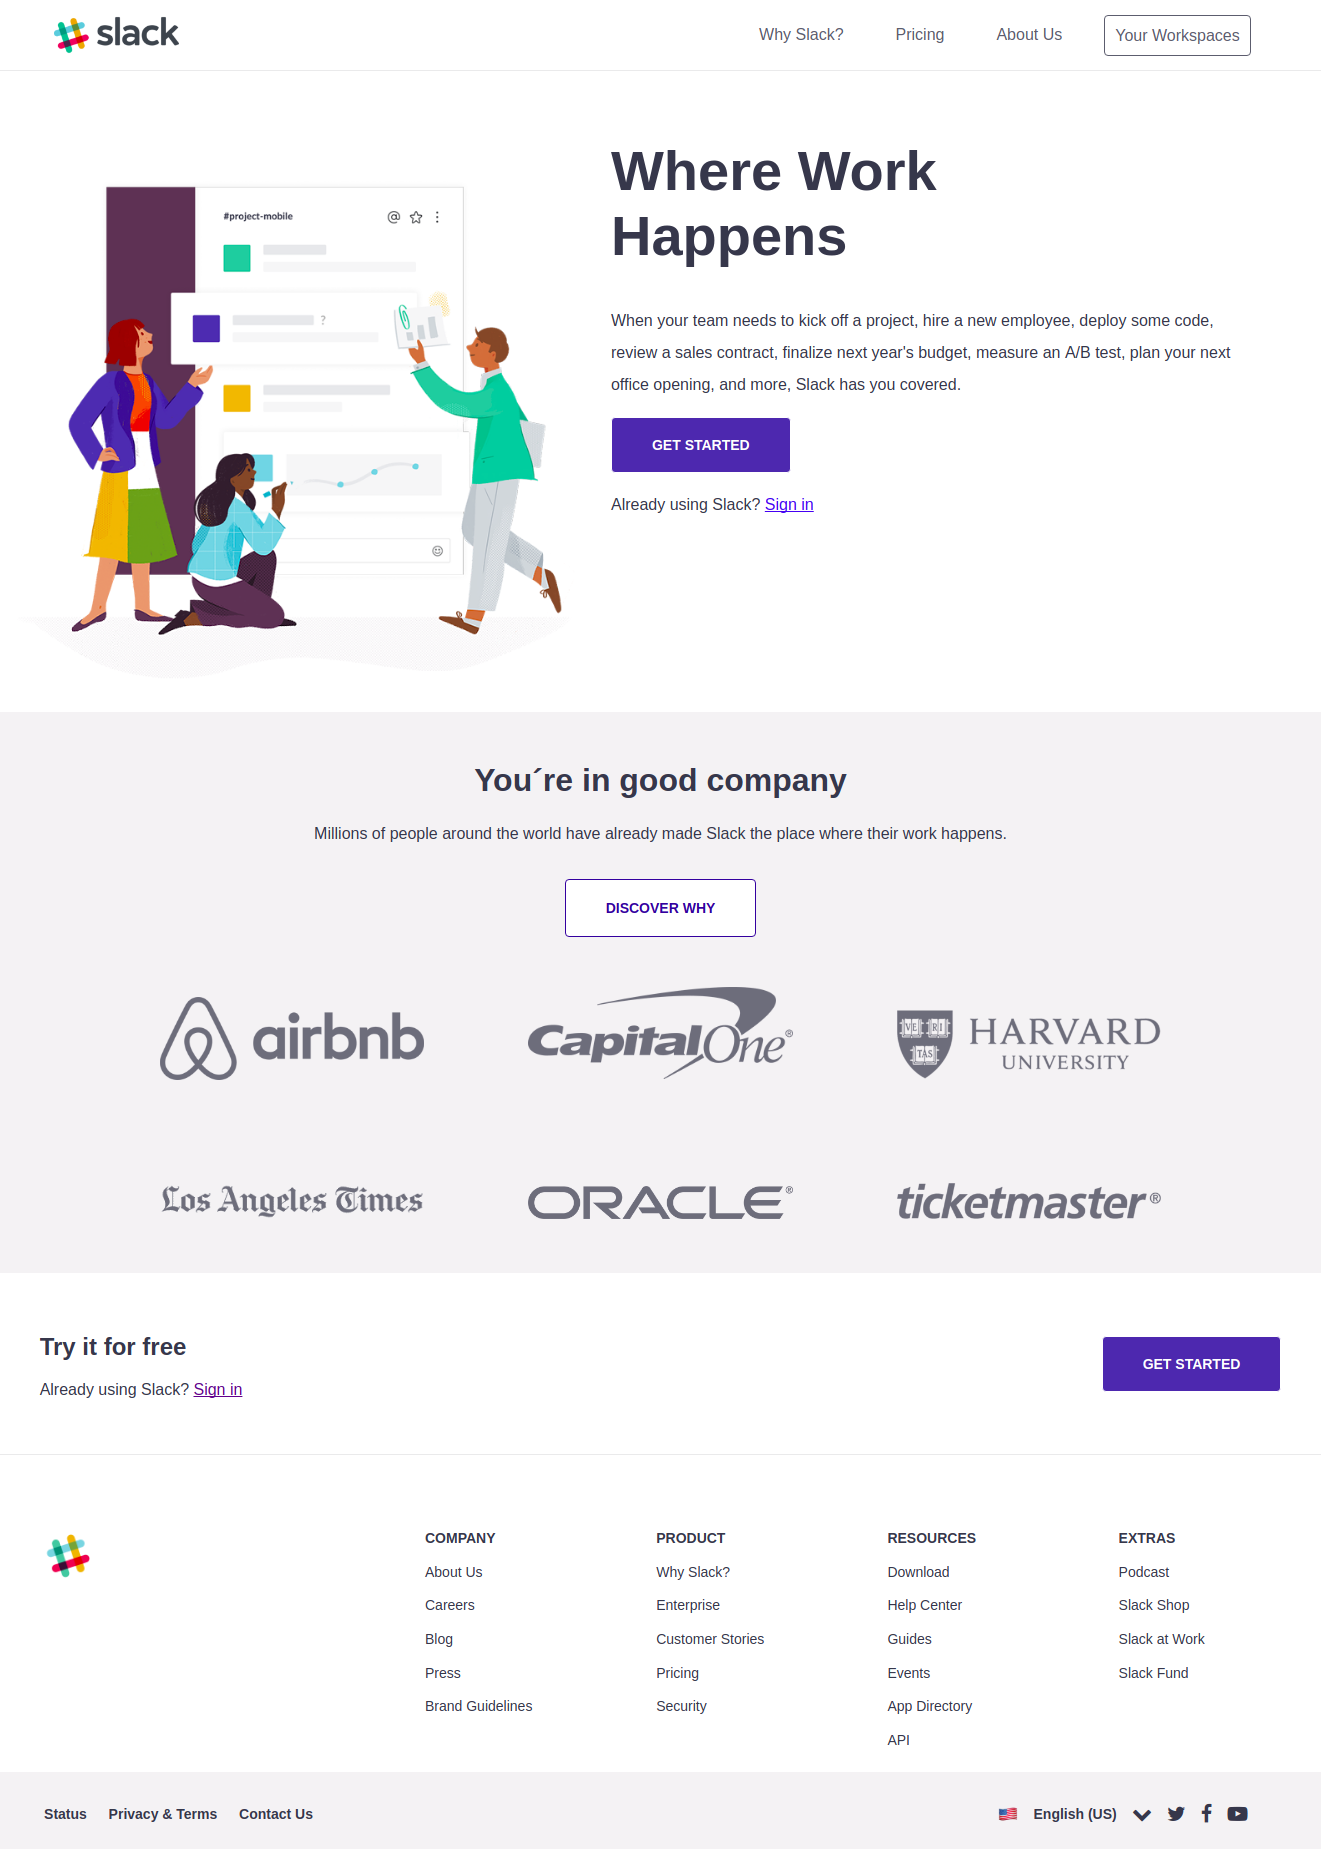 slack
Why Slack? Pricing About Us Your Workspaces
Where Work
Happens
#project-mobile
?
When your team needs to kick off a project, hire a new employee, deploy some code,
review a sales contract, finalize next year's budget, measure an A/B test, plan your next
office opening, and more, Slack has you covered.
GET STARTED
Already using Slack? Sign in
You´re in good company
Millions of people around the world have already made Slack the place where their work happens.
DISCOVER WHY
airbnb
CapitalOne®
VE RI TAS
HARVARD
UNIVERSITY
Los Angeles Times
ORACLE®
ticketmaster®
Try it for free
Already using Slack? Sign in
GET STARTED
COMPANY
About Us
Careers
Blog
Press
Brand Guidelines
PRODUCT
Why Slack?
Enterprise
Customer Stories
Pricing
Security
RESOURCES
Download
Help Center
Guides
Events
App Directory
API
EXTRAS
Podcast
Slack Shop
Slack at Work
Slack Fund
Status Privacy & Terms Contact Us
English (US)